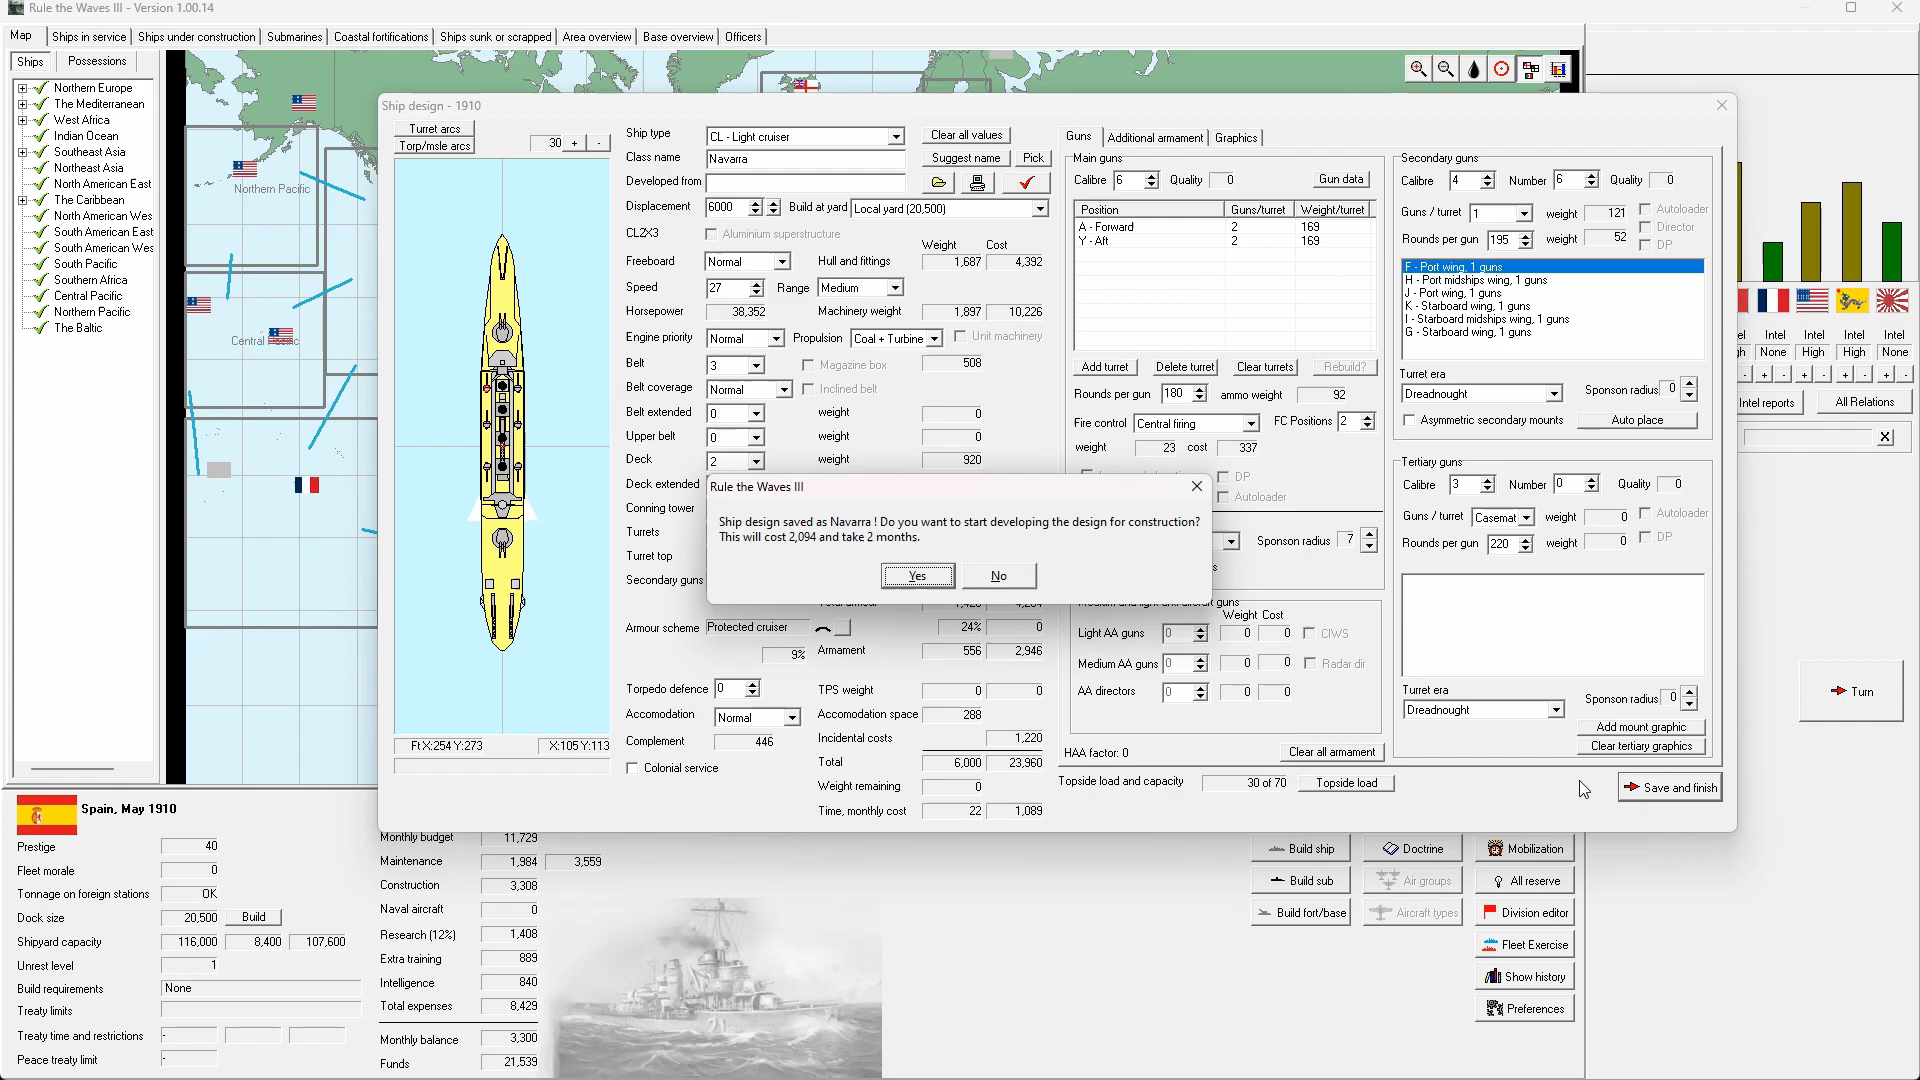 Rule the Waves III - Version 1.00.14
Map
Ships in service
Ships under construction
Submarines
Coastal fortifications
Ships sunk or scrapped
Area overview
Base overview
Officers
Ships
Possessions
Northern Europe
The Mediterranean
West Africa
Indian Ocean
Southeast Asia
Northeast Asia
North American East
The Caribbean
North American Wes
South American East
South American Wes
South Pacific
Southern Africa
Central Pacific
Northern Pacific
The Baltic
Northern Pacific
Central Pacific
Ship design - 1910
Turret arcs
Torp/msle arcs
30 + -
Ft X:254 Y:273
X:105 Y:113
Ship type CL - Light cruiser
Clear all values
Class name Navarra
Suggest name
Pick
Developed from
Displacement 6000
Build at yard Local yard (20,500)
CL2X3
Aluminium superstructure
Weight Cost
Freeboard Normal
Hull and fittings 1,687 4,392
Speed 27
Range Medium
Horsepower 38,352
Machinery weight 1,897 10,226
Engine priority Normal
Propulsion Coal + Turbine
Unit machinery
Belt 3
Magazine box
508
Belt coverage Normal
Inclined belt
Belt extended 0 weight 0
Upper belt 0 weight 0
Deck 2 weight 920
Deck extended
Conning tower
Turrets
Turret top
Secondary guns
Armour scheme Protected cruiser
24% 0
9%
Armament 556 2,946
Torpedo defence 0
TPS weight 0 0
Accomodation Normal
Accomodation space 288
Complement 446
Incidental costs 1,220
Colonial service
Total 6,000 23,960
Weight remaining 0
Time, monthly cost 22 1,089
Rule the Waves III
Ship design saved as Navarra ! Do you want to start developing the design for construction?
This will cost 2,094 and take 2 months.
Yes
No
Guns
Additional armament
Graphics
Main guns
Calibre 6 Quality 0
Gun data
Position Guns/turret Weight/turret
A - Forward 2 169
Y - Aft 2 169
Add turret
Delete turret
Clear turrets
Rebuild?
Rounds per gun 180 ammo weight 92
Fire control Central firing
FC Positions 2
weight 23 cost 337
DP
Autoloader
Sponson radius 7
Weight Cost
Light AA guns 0 0 0
CIWS
Medium AA guns 0 0 0
Radar dir
AA directors 0 0 0
HAA factor: 0
Clear all armament
Topside load and capacity 30 of 70
Topside load
Secondary guns
Calibre 4 Number 6 Quality 0
Guns / turret 1 weight 121
Autoloader
Director
Rounds per gun 195 weight 52
DP
F - Port wing, 1 guns
H - Port midships wing, 1 guns
J - Port wing, 1 guns
K - Starboard wing, 1 guns
I - Starboard midships wing, 1 guns
G - Starboard wing, 1 guns
Turret era
Dreadnought
Sponson radius 0
Asymmetric secondary mounts
Auto place
Tertiary guns
Calibre 3 Number 0 Quality 0
Guns / turret Casemat weight 0
Autoloader
Rounds per gun 220 weight 0
DP
Turret era
Dreadnought
Sponson radius 0
Add mount graphic
Clear tertiary graphics
Save and finish
Intel Intel Intel Intel
None High High None
Intel reports
All Relations
X
Turn
Spain, May 1910
Prestige 40
Fleet morale 0
Tonnage on foreign stations OK
Dock size 20,500
Build
Shipyard capacity 116,000 8,400 107,600
Unrest level 1
Build requirements None
Treaty limits
Treaty time and restrictions -
Peace treaty limit -
Monthly budget 11,729
Maintenance 1,984 3,559
Construction 3,308
Naval aircraft 0
Research (12%) 1,408
Extra training 889
Intelligence 840
Total expenses 8,429
Monthly balance 3,300
Funds 21,539
Build ship
Doctrine
Mobilization
Build sub
Air groups
All reserve
Build fort/base
Aircraft types
Division editor
Fleet Exercise
Show history
Preferences